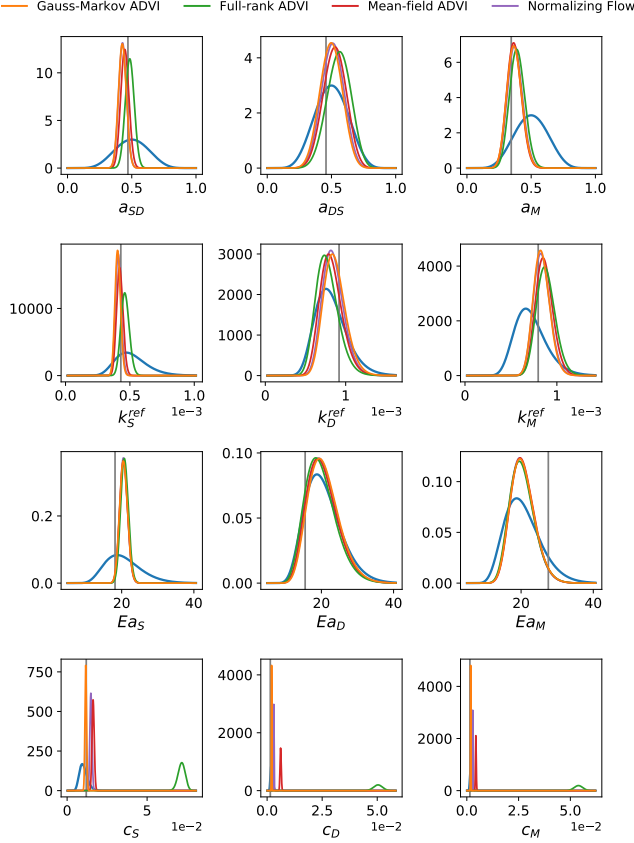 Gauss-Markov ADVI Full-rank ADVI Mean-field ADVI Normalizing Flow
10
5
0
0.0 0.5 1.0
a_SD
4
2
0
0.0 0.5 1.0
a_DS
6
4
2
0
0.0 0.5 1.0
a_M
10000
0
0.0 0.5 1.0
1e−3
k_S^ref
3000
2000
1000
0
0 1
1e−3
k_D^ref
4000
2000
0
0 1
1e−3
k_M^ref
0.2
0.0
20 40
Ea_S
0.10
0.05
0.00
20 40
Ea_D
0.10
0.05
0.00
20 40
Ea_M
750
500
250
0
0 5
1e−2
c_S
4000
2000
0
0.0 2.5 5.0
1e−2
c_D
4000
2000
0
0.0 2.5 5.0
1e−2
c_M